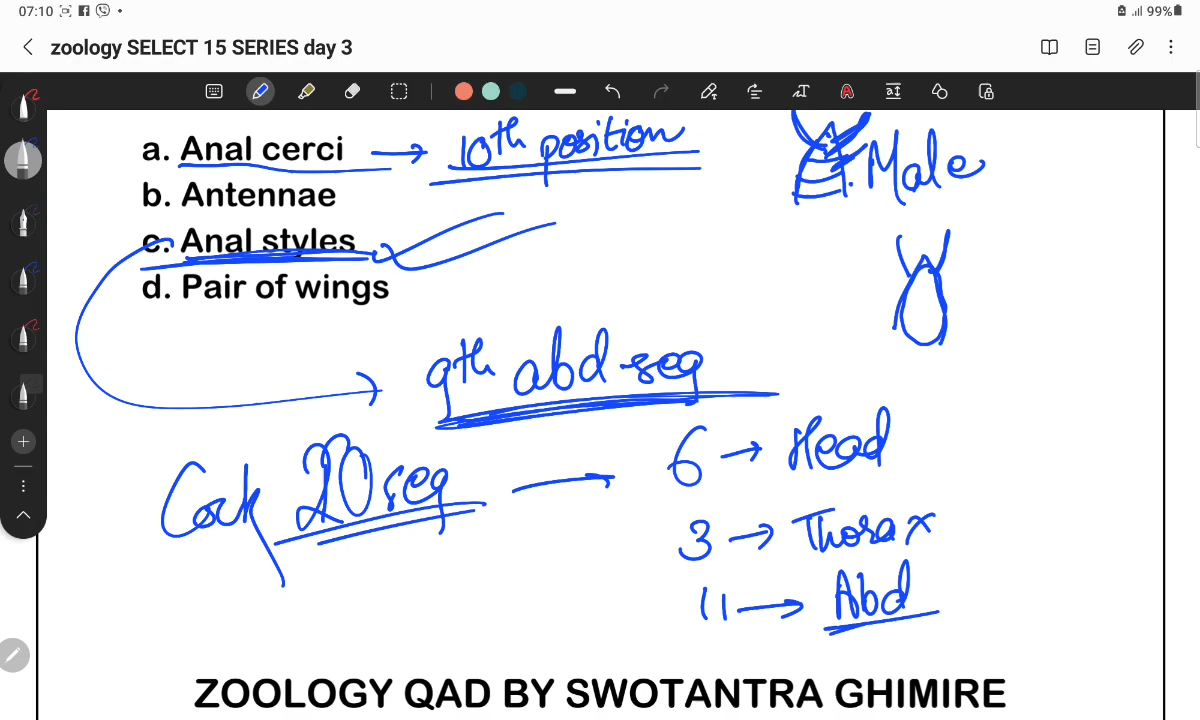 07:10
99%
zoology SELECT 15 SERIES day 3
a. Anal cerci → 10th position
Male
b. Antennae
c. Anal styles
d. Pair of wings
9th abd seg
Cock 20 seg → 6 → Head
3 → Thorax
11 → Abd
ZOOLOGY QAD BY SWOTANTRA GHIMIRE